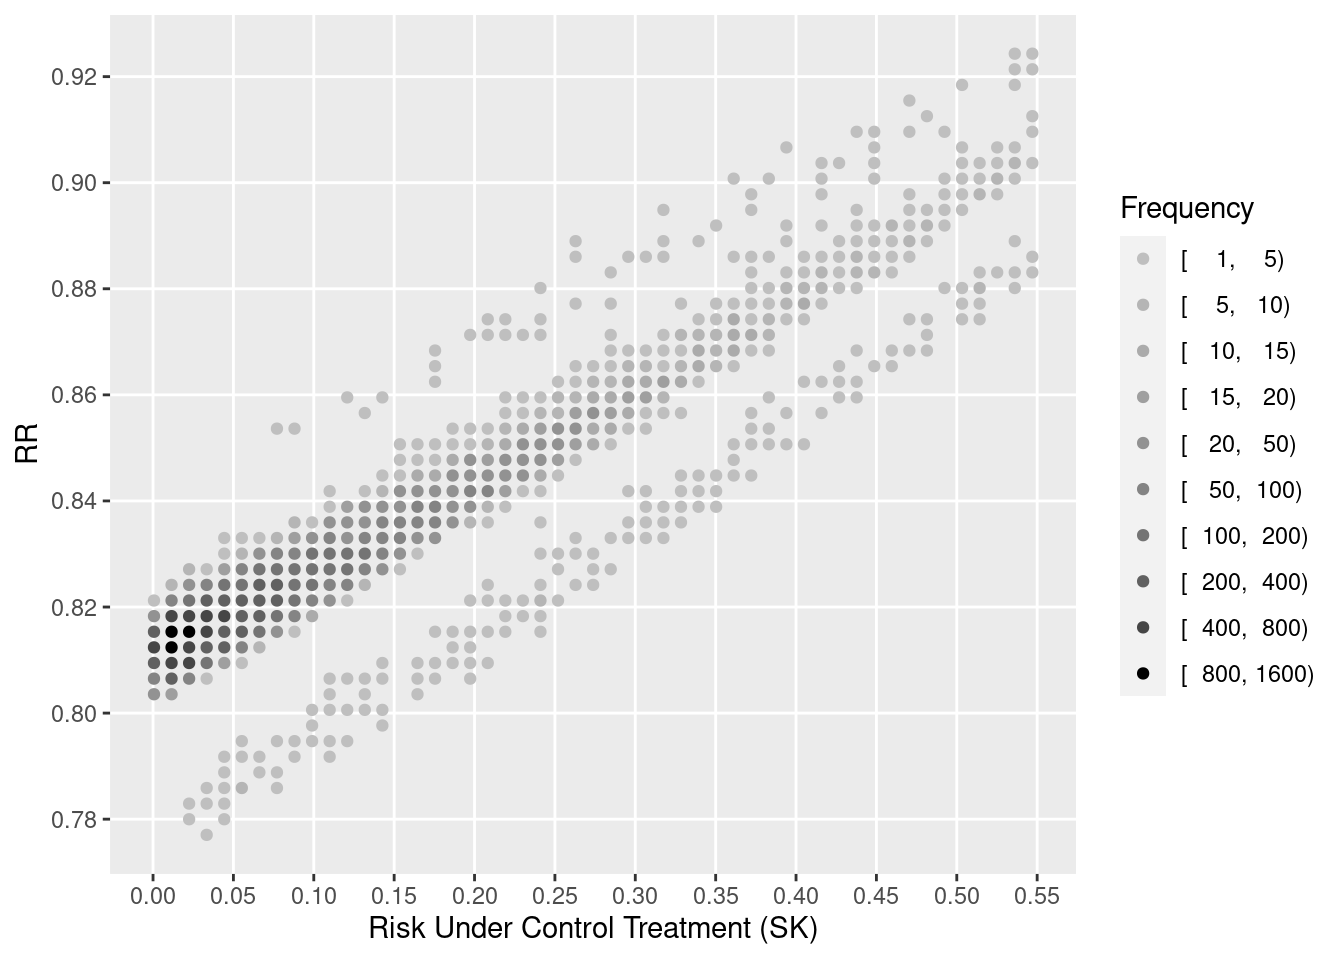 0.92
0.90
0.88
0.86
0.84
0.82
0.80
0.78
RR
0.00 0.05 0.10 0.15 0.20 0.25 0.30 0.35 0.40 0.45 0.50 0.55
Risk Under Control Treatment (SK)
Frequency
[ 1, 5)
[ 5, 10)
[ 10, 15)
[ 15, 20)
[ 20, 50)
[ 50, 100)
[ 100, 200)
[ 200, 400)
[ 400, 800)
[ 800, 1600)